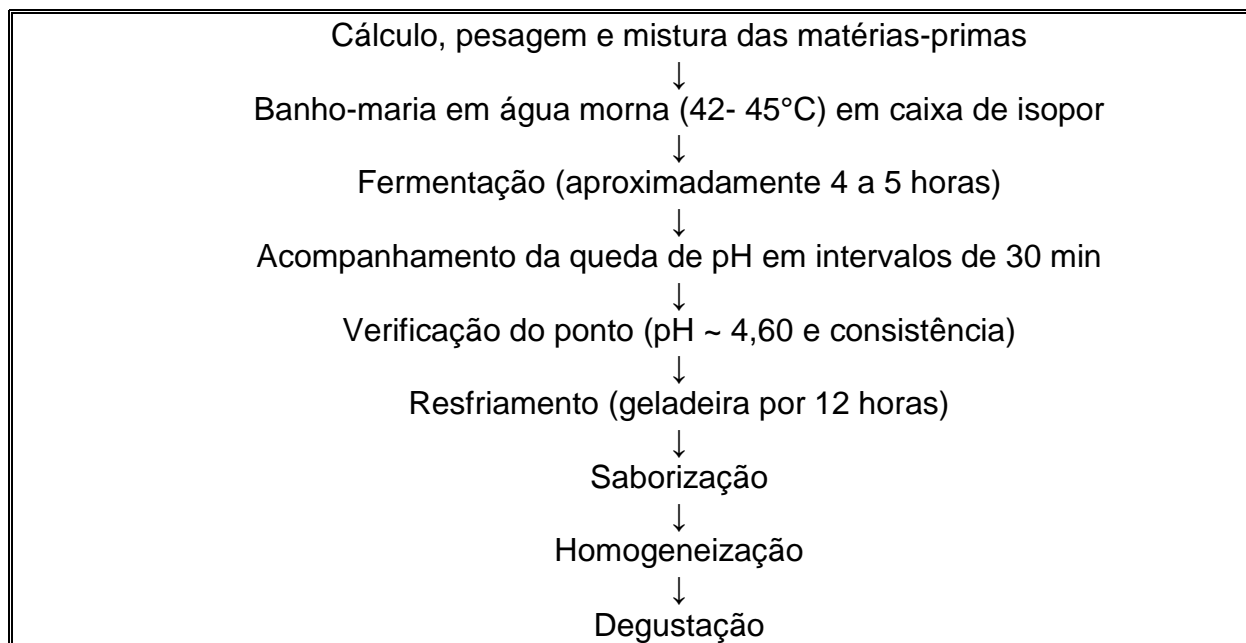 Cálculo, pesagem e mistura das matérias-primas
↓
Banho-maria em água morna (42- 45°C) em caixa de isopor
↓
Fermentação (aproximadamente 4 a 5 horas)
↓
Acompanhamento da queda de pH em intervalos de 30 min
↓
Verificação do ponto (pH ~ 4,60 e consistência)
↓
Resfriamento (geladeira por 12 horas)
↓
Saborização
↓
Homogeneização
↓
Degustação